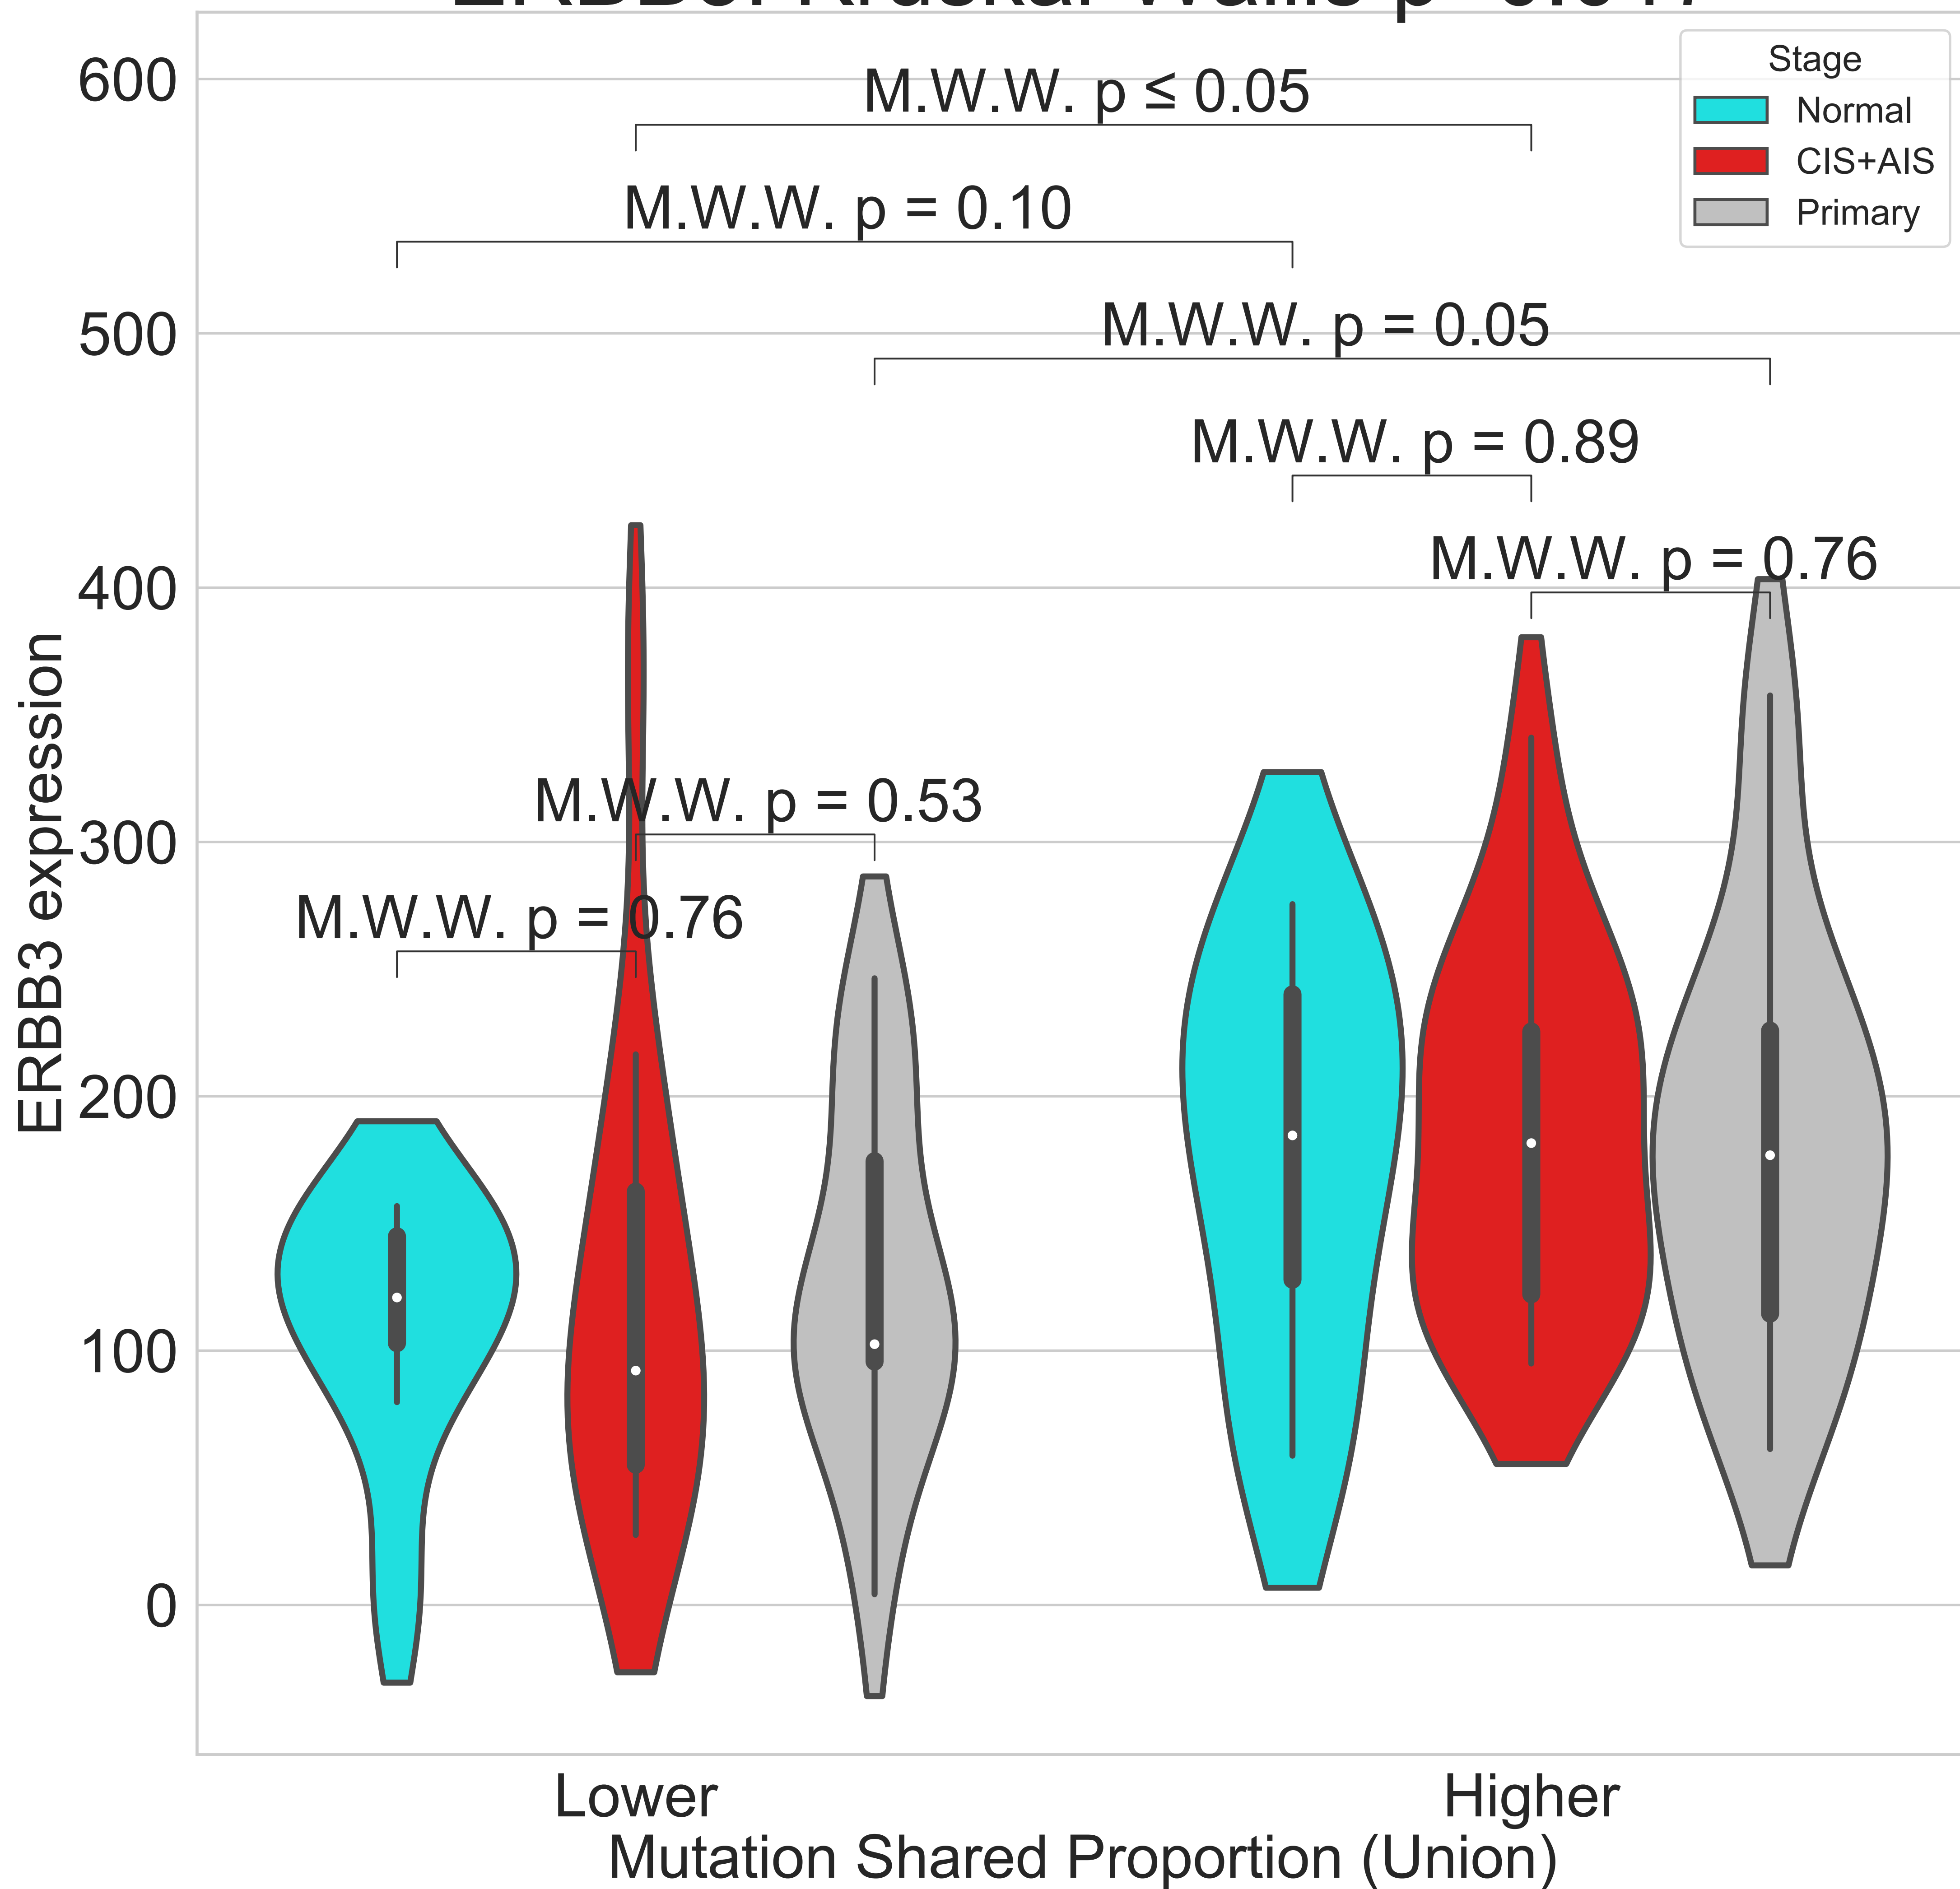 600
500
400
300
200
100
0
ERBB3 expression
M.W.W. p ≤ 0.05
M.W.W. p = 0.10
M.W.W. p = 0.05
M.W.W. p = 0.89
M.W.W. p = 0.76
M.W.W. p = 0.53
M.W.W. p = 0.76
Stage
Normal
CIS+AIS
Primary
Lower
Higher
Mutation Shared Proportion (Union)